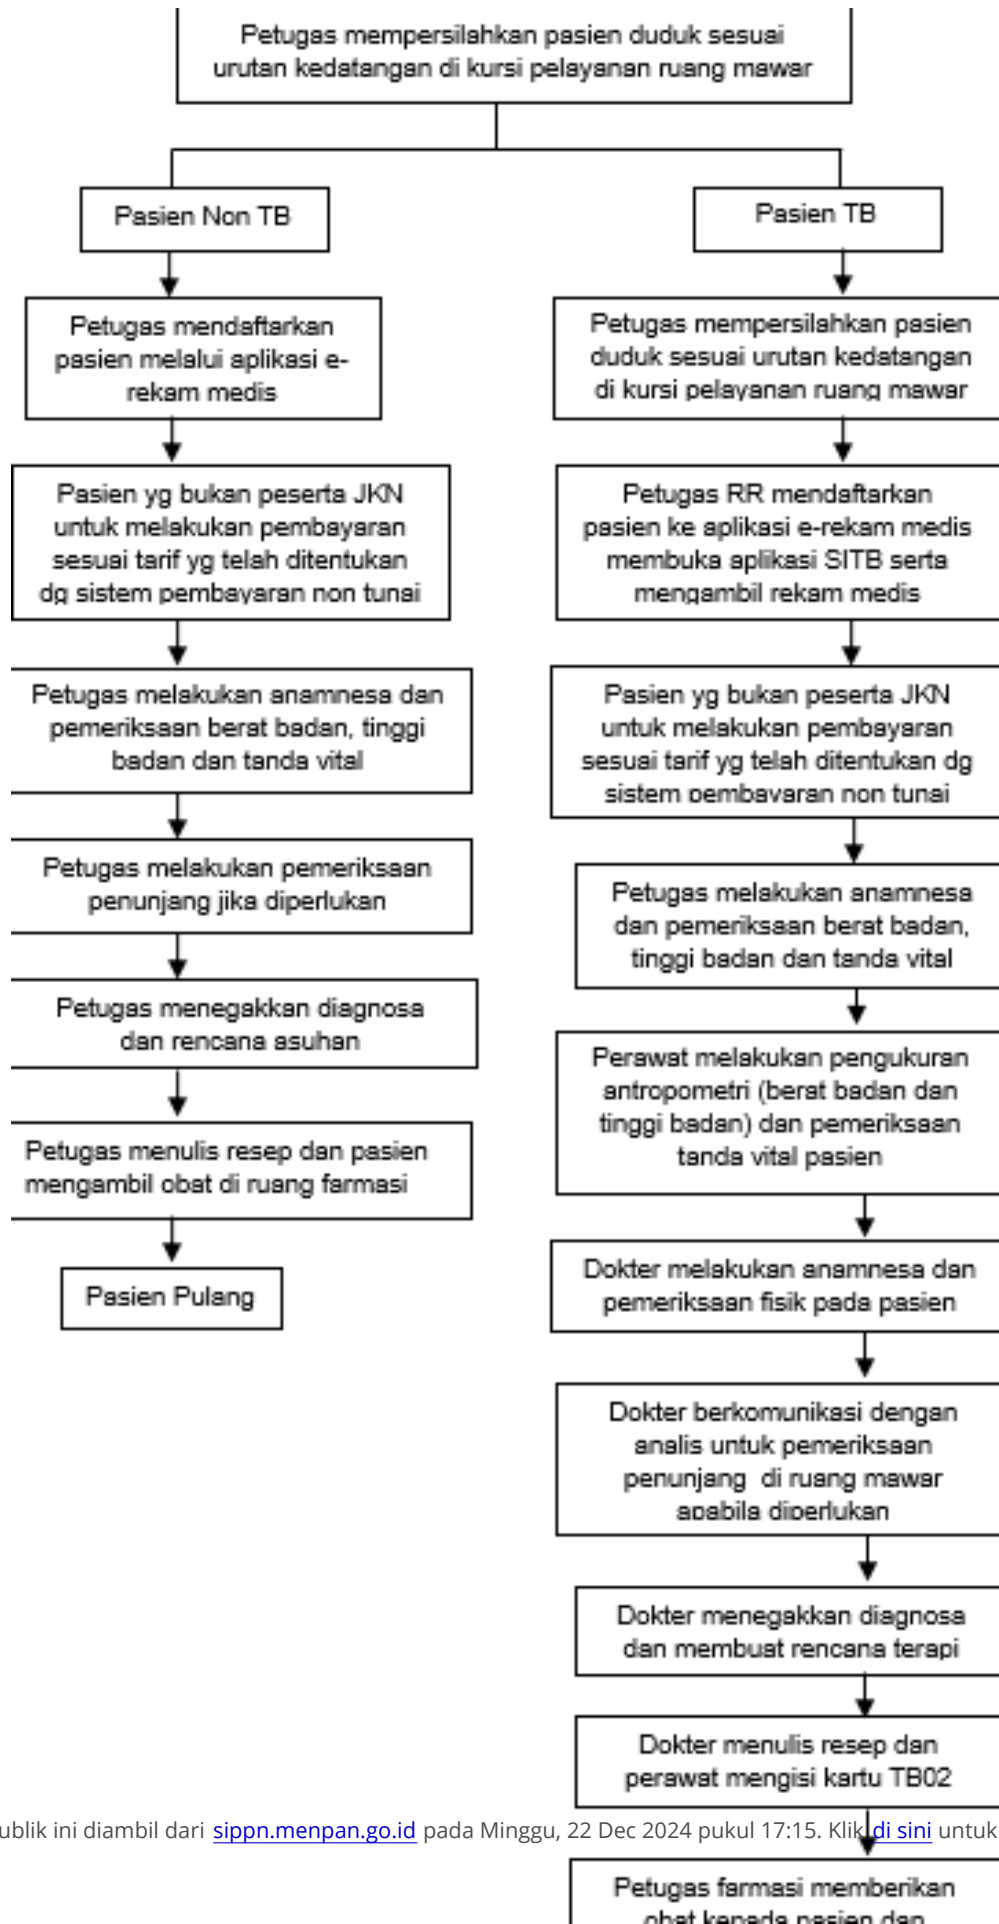 Petugas mempersilahkan pasien duduk sesuai
urutan kedatangan di kursi pelayanan ruang mawar
Pasien Non TB
Petugas mendaftarkan
pasien melalui aplikasi e-
rekam medis
Pasien yg bukan peserta JKN
untuk melakukan pembayaran
sesuai tarif yg telah ditentukan
dg sistem pembayaran non tunai
Petugas melakukan anamnesa dan
pemeriksaan berat badan, tinggi
badan dan tanda vital
Petugas melakukan pemeriksaan
penunjang jika diperlukan
Petugas menegakkan diagnosa
dan rencana asuhan
Petugas menulis resep dan pasien
mengambil obat di ruang farmasi
Pasien Pulang
Pasien TB
Petugas mempersilahkan pasien
duduk sesuai urutan kedatangan
di kursi pelayanan ruang mawar
Petugas RR mendaftarkan
pasien ke aplikasi e-rekam medis
membuka aplikasi SITB serta
mengambil rekam medis
Pasien yg bukan peserta JKN
untuk melakukan pembayaran
sesuai tarif yg telah ditentukan dg
sistem pembayaran non tunai
Petugas melakukan anamnesa
dan pemeriksaan berat badan,
tinggi badan dan tanda vital
Perawat melakukan pengukuran
antropometri (berat badan dan
tinggi badan) dan pemeriksaan
tanda vital pasien
Dokter melakukan anamnesa dan
pemeriksaan fisik pada pasien
Dokter berkomunikasi dengan
analis untuk pemeriksaan
penunjang di ruang mawar
apabila diperlukan
Dokter menegakkan diagnosa
dan membuat rencana terapi
Dokter menulis resep dan
perawat mengisi kartu TB02
ublik ini diambil dari sippn.menpan.go.id pada Minggu, 22 Dec 2024 pukul 17:15. Klik di sini untuk
Petugas farmasi memberikan
obat kepada pasien dan